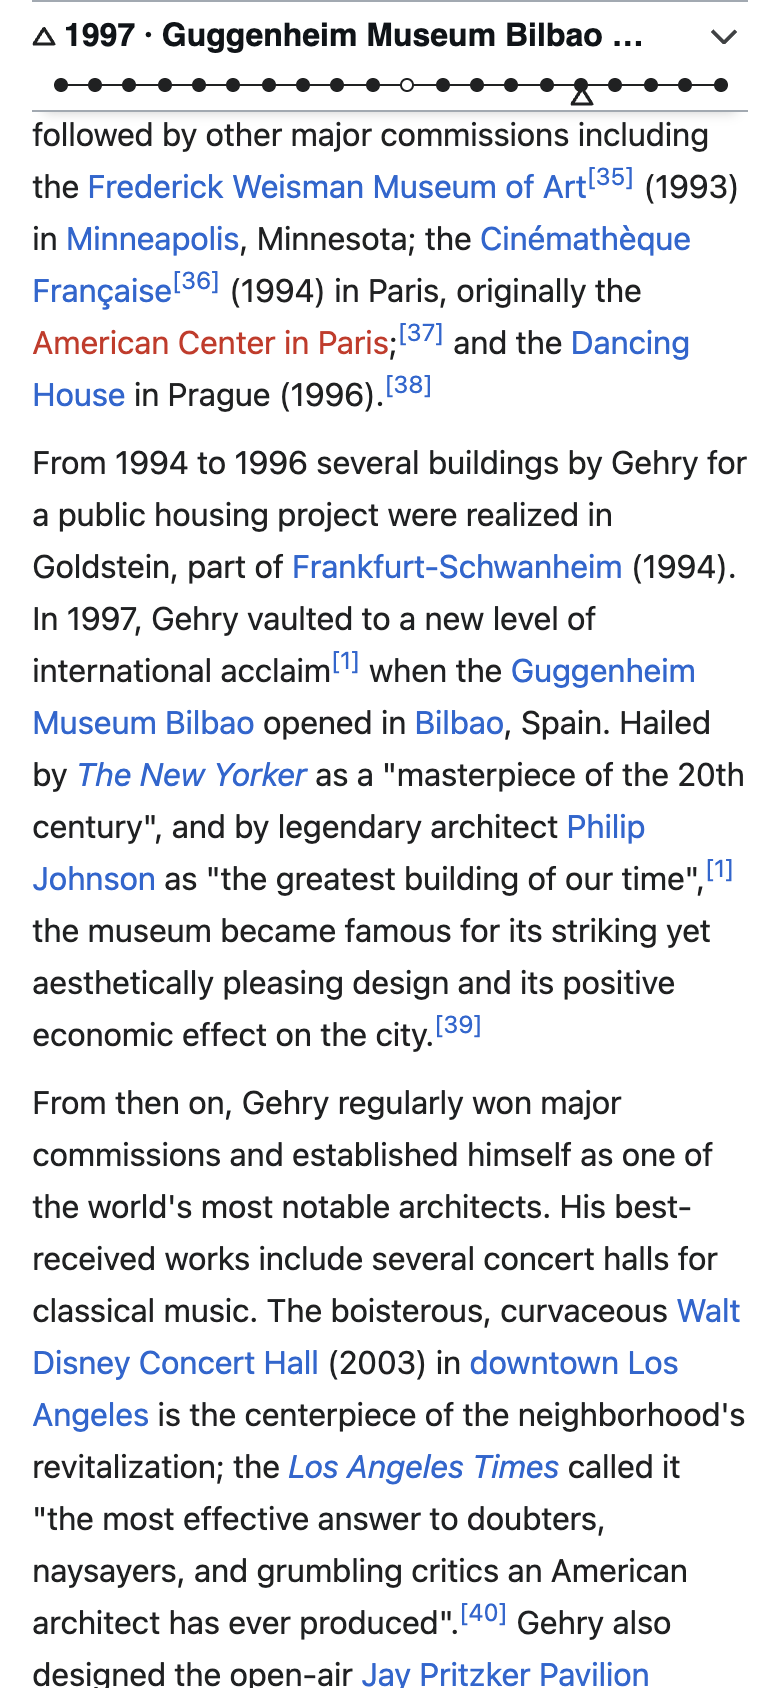 1997 · Guggenheim Museum Bilbao ...
followed by other major commissions including
the Frederick Weisman Museum of Art[35] (1993)
in Minneapolis, Minnesota; the Cinémathèque
Française[36] (1994) in Paris, originally the
American Center in Paris;[37] and the Dancing
House in Prague (1996).[38]
From 1994 to 1996 several buildings by Gehry for
a public housing project were realized in
Goldstein, part of Frankfurt-Schwanheim (1994).
In 1997, Gehry vaulted to a new level of
international acclaim[1] when the Guggenheim
Museum Bilbao opened in Bilbao, Spain. Hailed
by The New Yorker as a "masterpiece of the 20th
century", and by legendary architect Philip
Johnson as "the greatest building of our time",[1]
the museum became famous for its striking yet
aesthetically pleasing design and its positive
economic effect on the city.[39]
From then on, Gehry regularly won major
commissions and established himself as one of
the world's most notable architects. His best-
received works include several concert halls for
classical music. The boisterous, curvaceous Walt
Disney Concert Hall (2003) in downtown Los
Angeles is the centerpiece of the neighborhood's
revitalization; the Los Angeles Times called it
"the most effective answer to doubters,
naysayers, and grumbling critics an American
architect has ever produced".[40] Gehry also
designed the open-air Jay Pritzker Pavilion